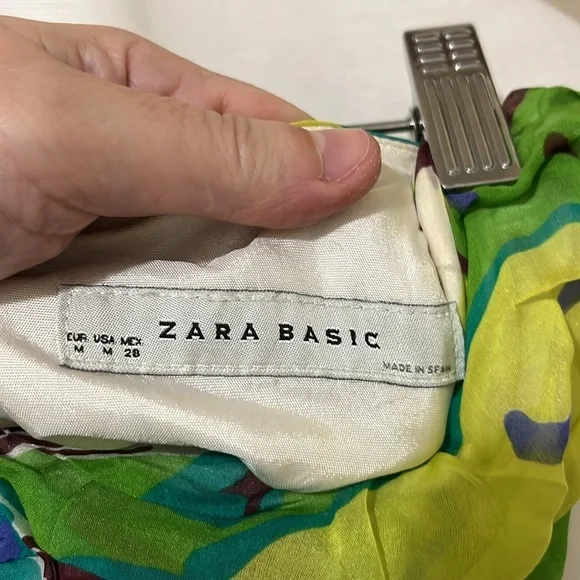 EUR USA MEX
M M 28
ZARA BASIC
MADE IN SPAIN